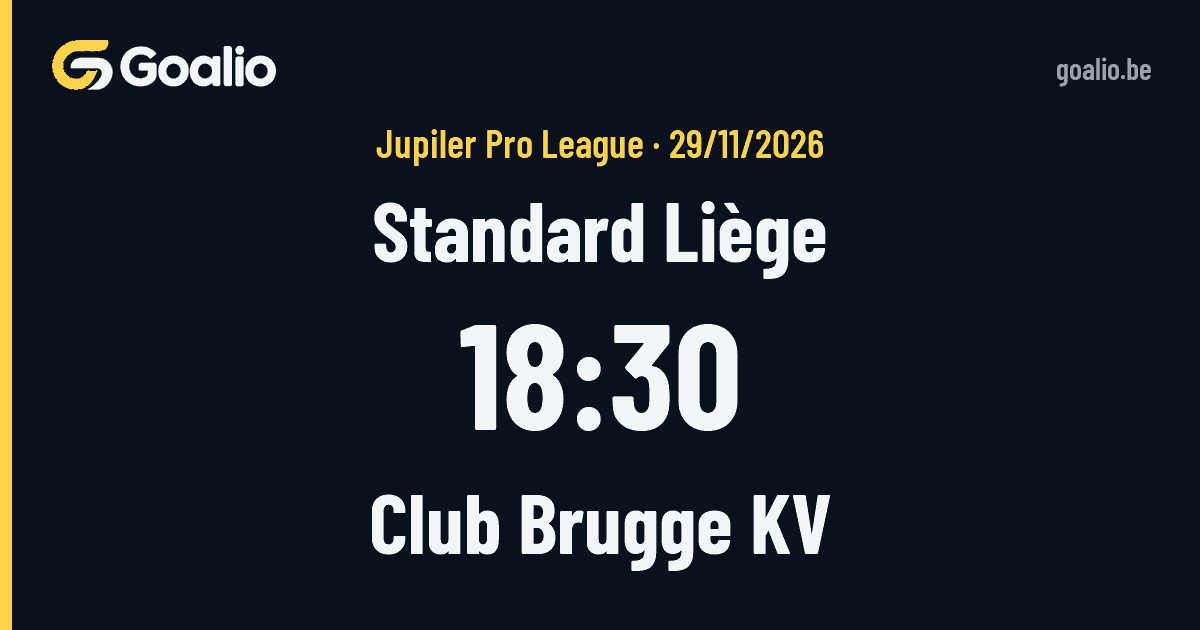 Goalio
goalio.be
Jupiler Pro League · 29/11/2026
Standard Liège
18:30
Club Brugge KV